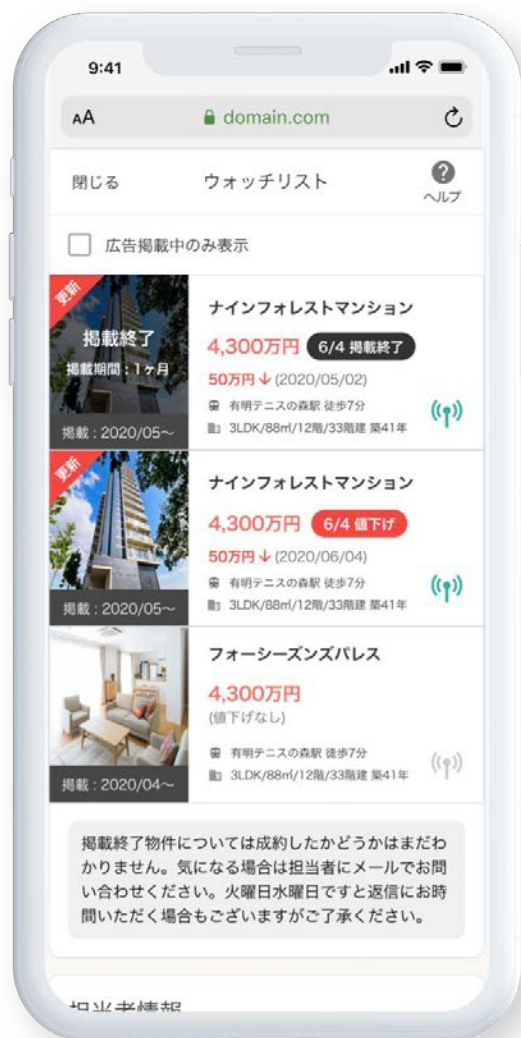 9:41
AA domain.com
閉じる ウォッチリスト ヘルプ
広告掲載中のみ表示
更新
掲載終了
掲載期間：1ヶ月
掲載：2020/05〜
ナインフォレストマンション
4,300万円 6/4 掲載終了
50万円↓(2020/05/02)
有明テニスの森駅 徒歩7分
3LDK/88㎡/12階/33階建 築41年
更新
掲載：2020/05〜
ナインフォレストマンション
4,300万円 6/4 値下げ
50万円↓(2020/06/04)
有明テニスの森駅 徒歩7分
3LDK/88㎡/12階/33階建 築41年
掲載：2020/04〜
フォーシーズンズパレス
4,300万円
(値下げなし)
有明テニスの森駅 徒歩7分
3LDK/88㎡/12階/33階建 築41年
掲載終了物件については成約したかどうかはまだわ
かりません。気になる場合は担当者にメールでお問
い合わせください。火曜日水曜日ですと返信にお時
間いただく場合もございますがご了承ください。
担当者情報